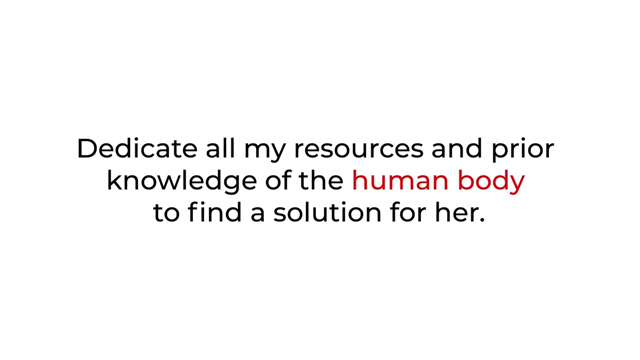 Dedicate all my resources and prior
knowledge of the human body
to find a solution for her.